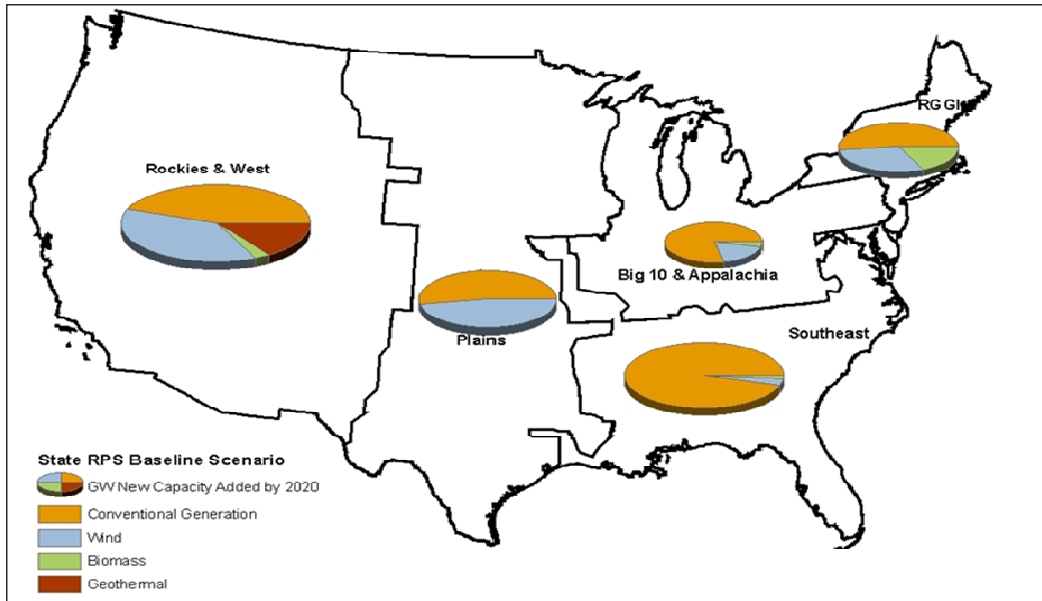 RGGI
Rockies & West
Big 10 & Appalachia
Plains
Southeast
State RPS Baseline Scenario
GW New Capacity Added by 2020
Conventional Generation
Wind
Biomass
Geothermal